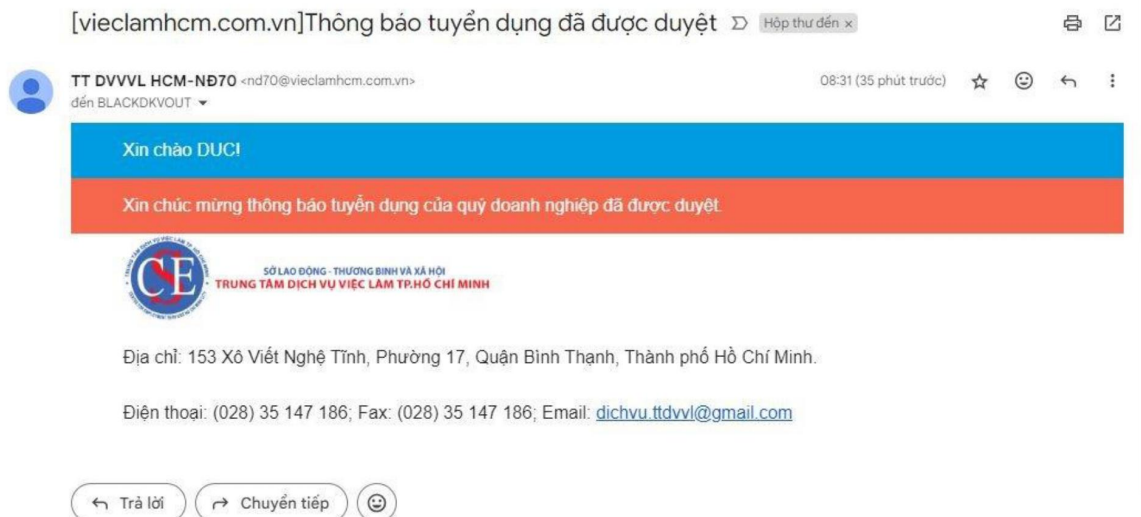 [vieclamhcm.com.vn]Thông báo tuyển dụng đã được duyệt Hộp thư đến ×
TT DVVVL HCM-NĐ70 <nd70@vieclamhcm.com.vn> 08:31 (35 phút trước)
đến BLACKDKVOUT
Xin chào DUC!
Xin chúc mừng thông báo tuyển dụng của quý doanh nghiệp đã được duyệt.
CSE
SỞ LAO ĐỘNG - THƯƠNG BINH VÀ XÃ HỘI
TRUNG TÂM DỊCH VỤ VIỆC LÀM TP.HỒ CHÍ MINH
Địa chỉ: 153 Xô Viết Nghệ Tĩnh, Phường 17, Quận Bình Thạnh, Thành phố Hồ Chí Minh.
Điện thoại: (028) 35 147 186; Fax: (028) 35 147 186; Email: dichvu.ttdvvl@gmail.com
Trả lời Chuyển tiếp